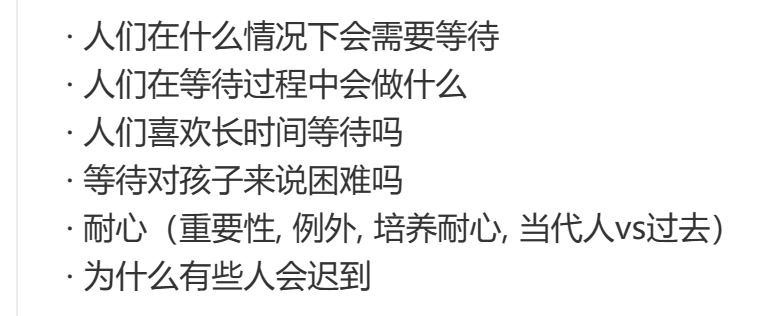 · 人们在什么情况下会需要等待
· 人们在等待过程中会做什么
· 人们喜欢长时间等待吗
· 等待对孩子来说困难吗
· 耐心（重要性, 例外, 培养耐心, 当代人vs过去）
· 为什么有些人会迟到